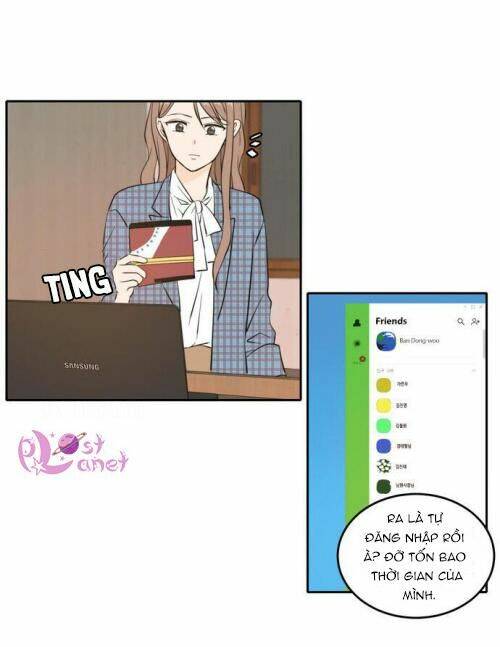 TING
SAMSUNG
Lost
Planet
Friends
Ban Dong-woo
RA LÀ TỰ
ĐĂNG NHẬP RỒI
À? ĐỠ TỐN BAO
THỜI GIAN CỦA
MÌNH.